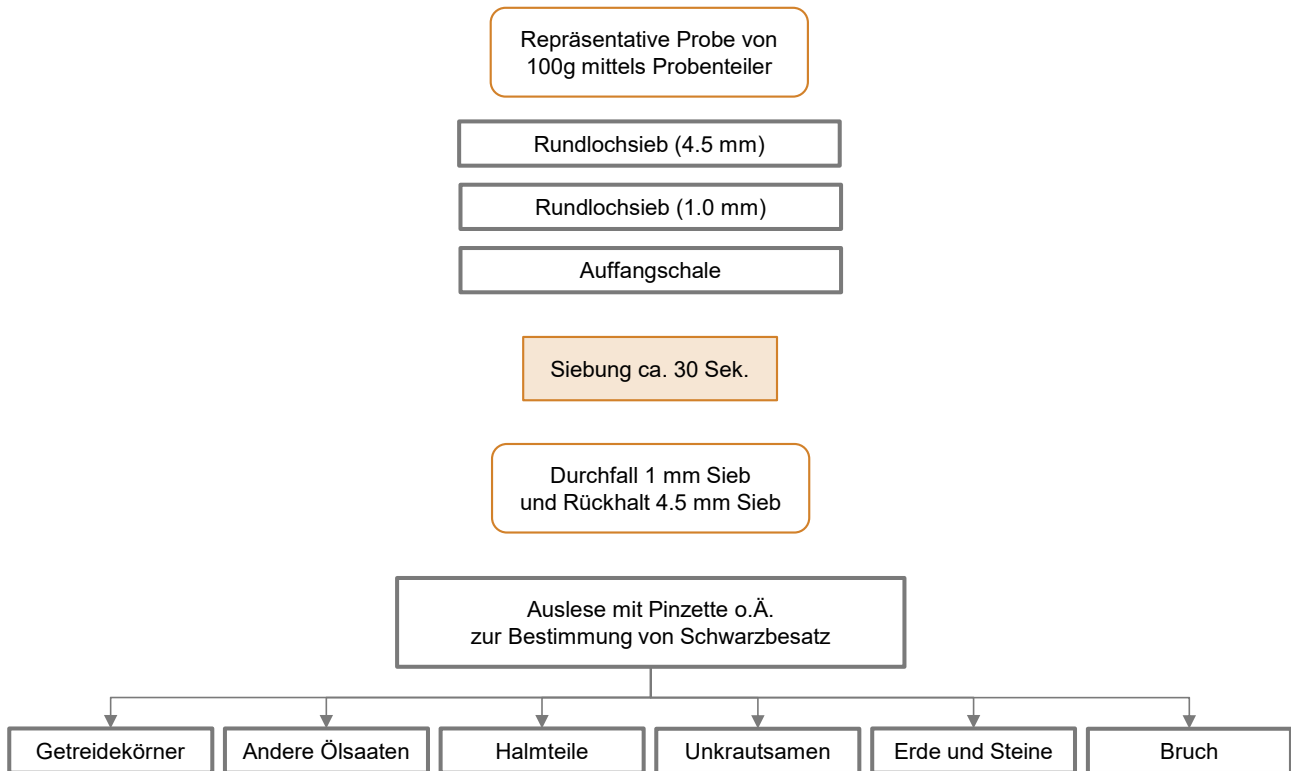 Repräsentative Probe von
100g mittels Probenteiler
Rundlochsieb (4.5 mm)
Rundlochsieb (1.0 mm)
Auffangschale
Siebung ca. 30 Sek.
Durchfall 1 mm Sieb
und Rückhalt 4.5 mm Sieb
Auslese mit Pinzette o.Ä.
zur Bestimmung von Schwarzbesatz
Getreidekörner
Andere Ölsaaten
Halmteile
Unkrautsamen
Erde und Steine
Bruch